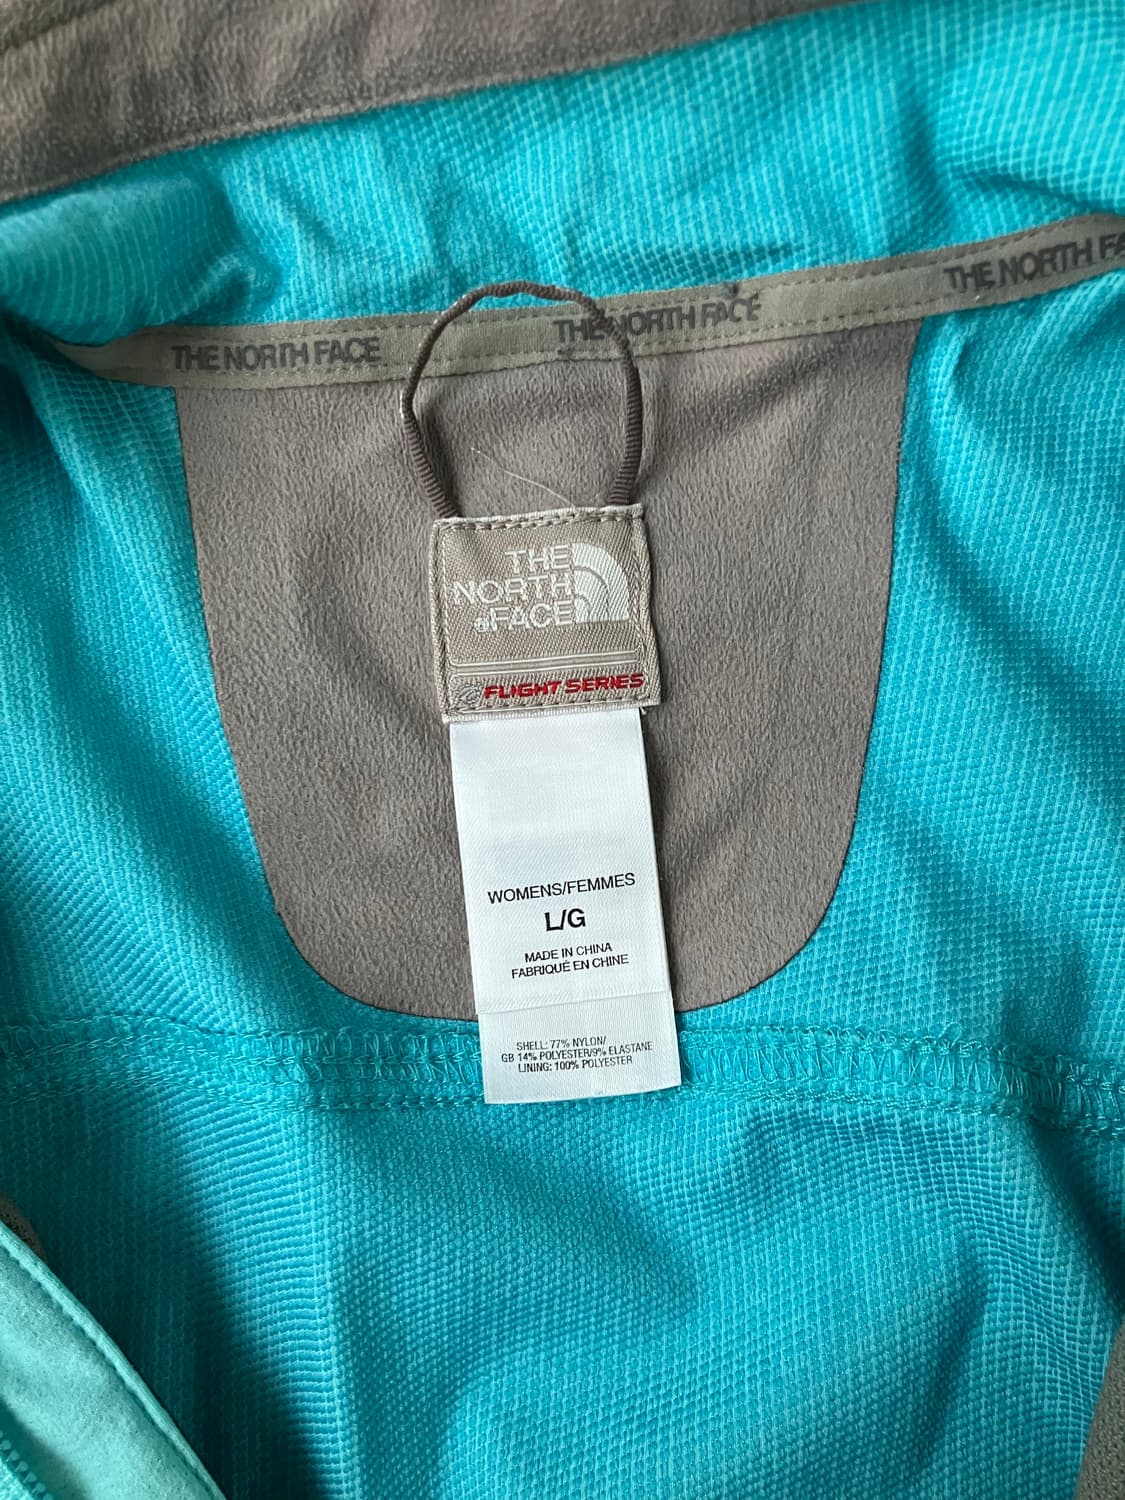 THE NORTH FACE
THE NORTH FACE
THE NORTH FA
THE
NORTH
FACE
FLIGHT SERIES
WOMENS/FEMMES
L/G
MADE IN CHINA
FABRIQUÉ EN CHINE
SHELL: 77% NYLON/
GB 14% POLYESTER/9% ELASTANE
LINING: 100% POLYESTER